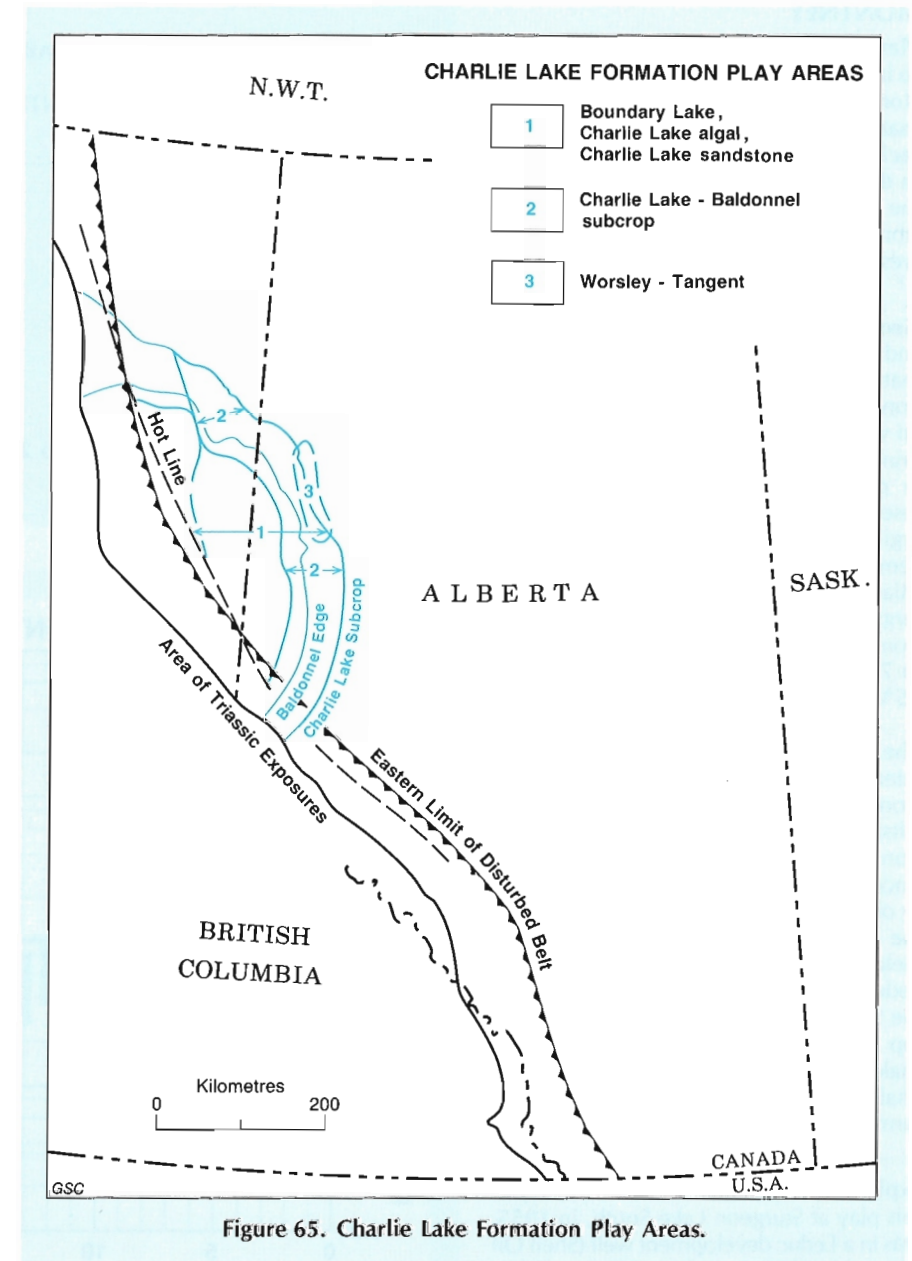 N.W.T.
CHARLIE LAKE FORMATION PLAY AREAS
1
Boundary Lake,
Charlie Lake algal,
Charlie Lake sandstone
2
Charlie Lake - Baldonnel
subcrop
3
Worsley - Tangent
2
Hot Line
3
1
2
ALBERTA
SASK.
Baldonnel Edge
Charlie Lake Subcrop
Area of Triassic Exposures
Eastern Limit of Disturbed Belt
BRITISH
COLUMBIA
Kilometres
0
200
CANADA
U.S.A.
GSC
Figure 65. Charlie Lake Formation Play Areas.